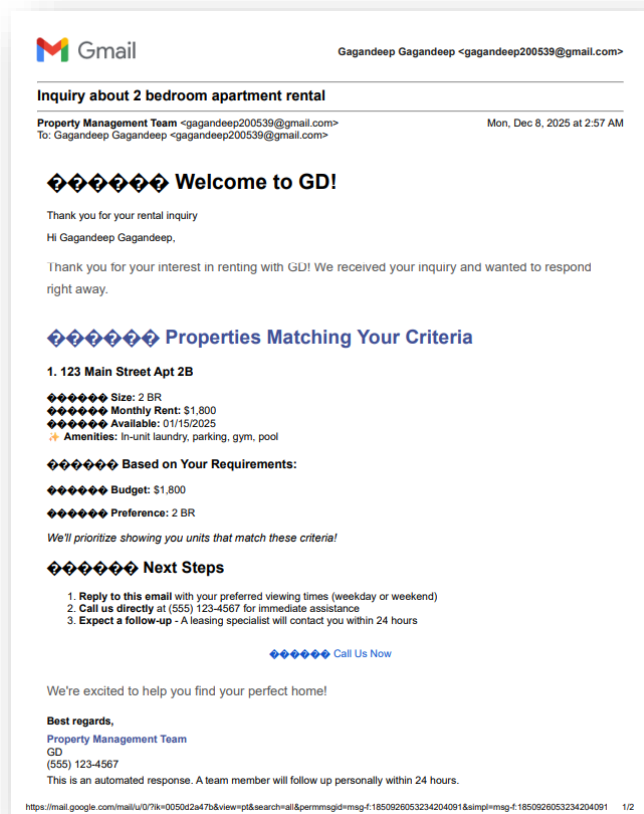 Gmail
Gagandeep Gagandeep <gagandeep200539@gmail.com>
Inquiry about 2 bedroom apartment rental
Property Management Team <gagandeep200539@gmail.com>
Mon, Dec 8, 2025 at 2:57 AM
To: Gagandeep Gagandeep <gagandeep200539@gmail.com>
������ Welcome to GD!
Thank you for your rental inquiry
Hi Gagandeep Gagandeep,
Thank you for your interest in renting with GD! We received your inquiry and wanted to respond
right away.
������ Properties Matching Your Criteria
1. 123 Main Street Apt 2B
������ Size: 2 BR
������ Monthly Rent: $1,800
������ Available: 01/15/2025
✨ Amenities: In-unit laundry, parking, gym, pool
������ Based on Your Requirements:
������ Budget: $1,800
������ Preference: 2 BR
We'll prioritize showing you units that match these criteria!
������ Next Steps
1. Reply to this email with your preferred viewing times (weekday or weekend)
2. Call us directly at (555) 123-4567 for immediate assistance
3. Expect a follow-up - A leasing specialist will contact you within 24 hours
������ Call Us Now
We're excited to help you find your perfect home!
Best regards,
Property Management Team
GD
(555) 123-4567
This is an automated response. A team member will follow up personally within 24 hours.
https://mail.google.com/mail/u/0/?ik=0050d2a47b&view=pt&search=all&permmsgid=msg-f:1850926053234204091&simpl=msg-f:1850926053234204091 1/2